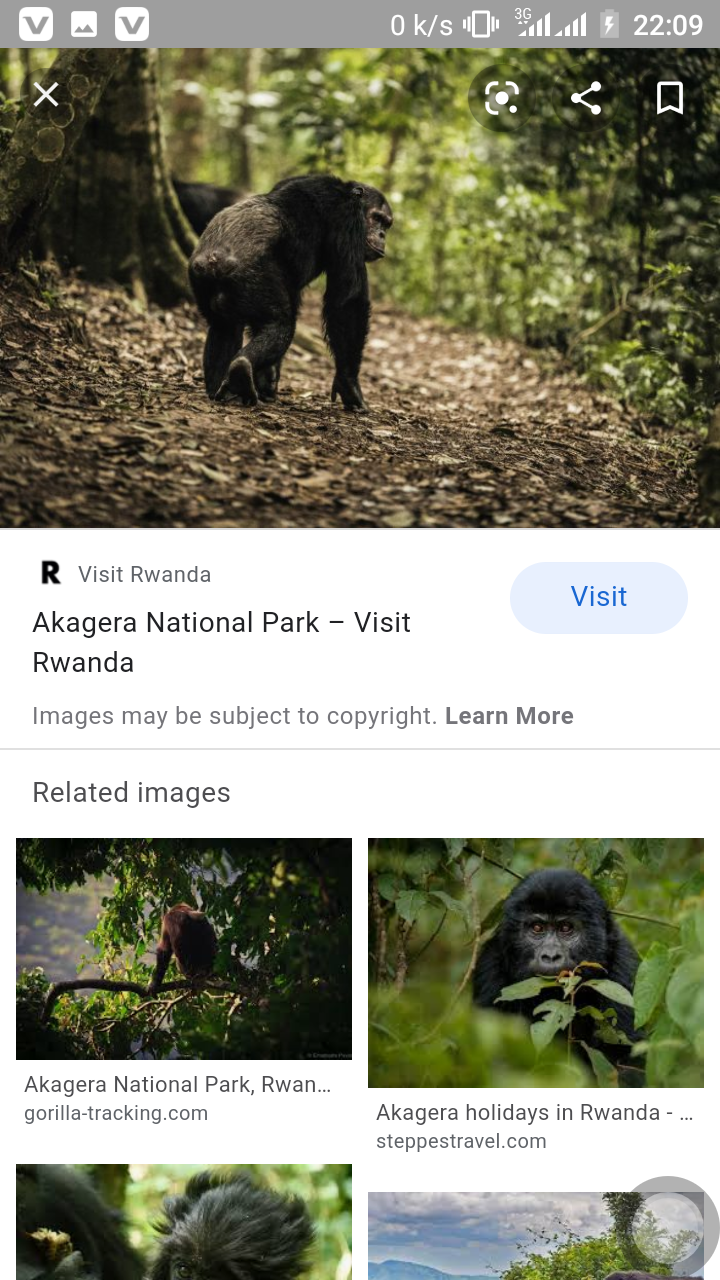 0 k/s 3G 22:09
R Visit Rwanda
Visit
Akagera National Park – Visit
Rwanda
Images may be subject to copyright. Learn More
Related images
Akagera National Park, Rwan...
gorilla-tracking.com
Akagera holidays in Rwanda - ...
steppestravel.com